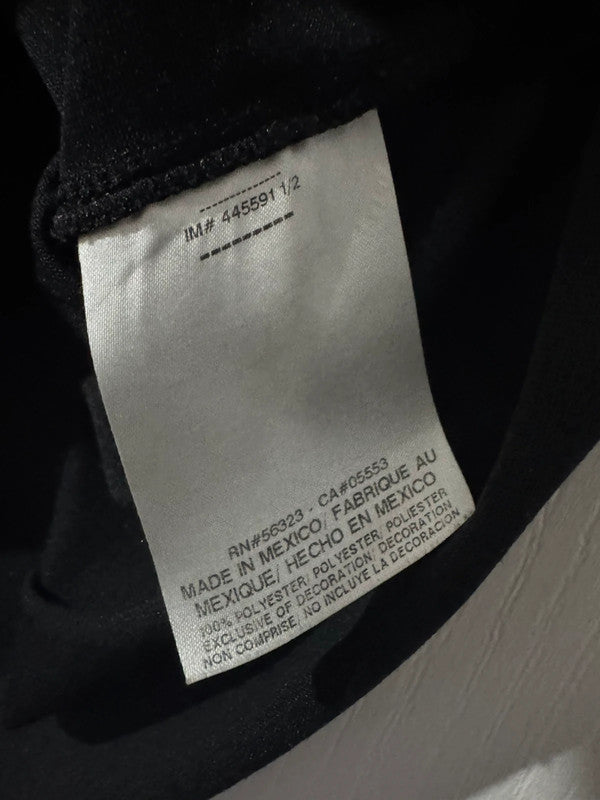 IM# 445591 1/2
RN#56323 - CA#05553
MADE IN MEXICO/ FABRIQUE AU
MEXIQUE/ HECHO EN MEXICO
100% POLYESTER/ POLYESTER/ POLIESTER
EXCLUSIVE OF DECORATION/ DECORATION
NON COMPRISE/ NO INCLUYE LA DECORACION